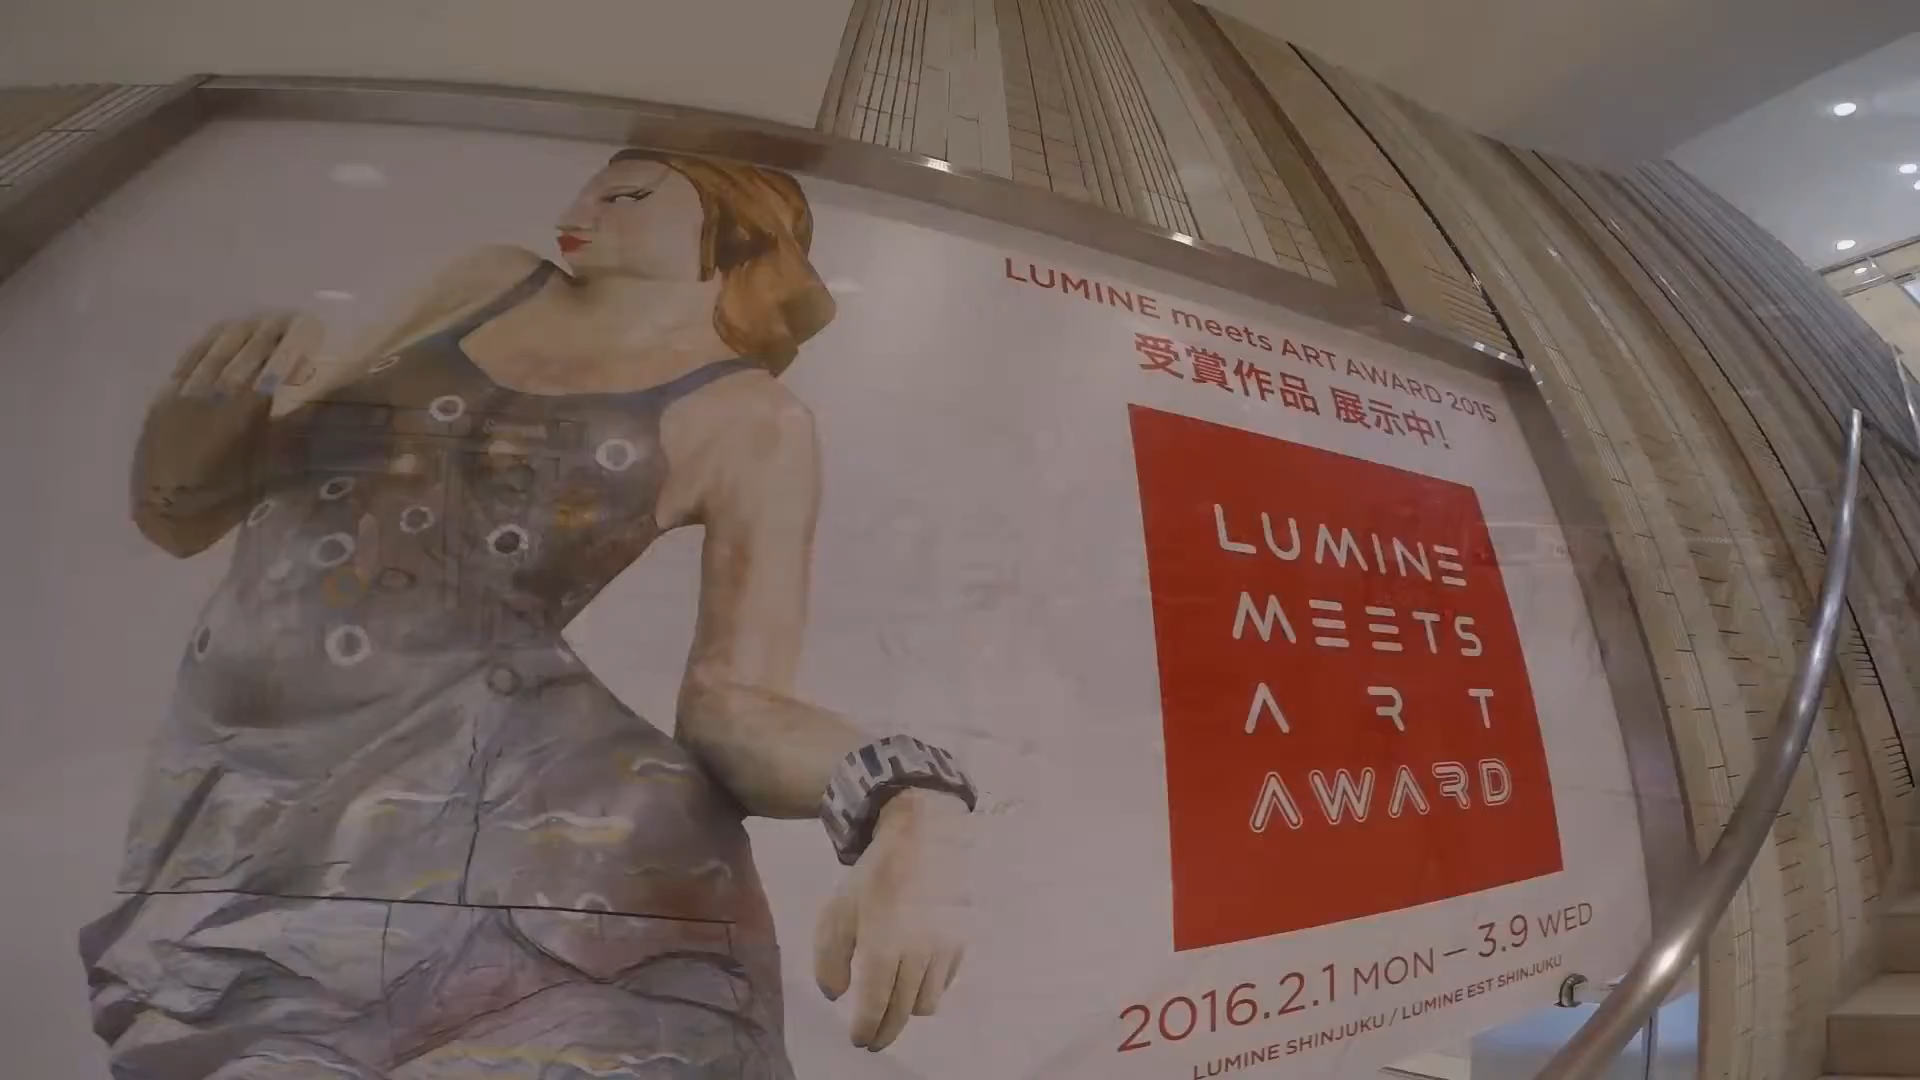 LUMINE meets ART AWARD 2015
受賞作品 展示中!
LUMINE
MEETS
ART
AWARD
2016.2.1 MON – 3.9 WED
LUMINE SHINJUKU / LUMINE EST SHINJUKU